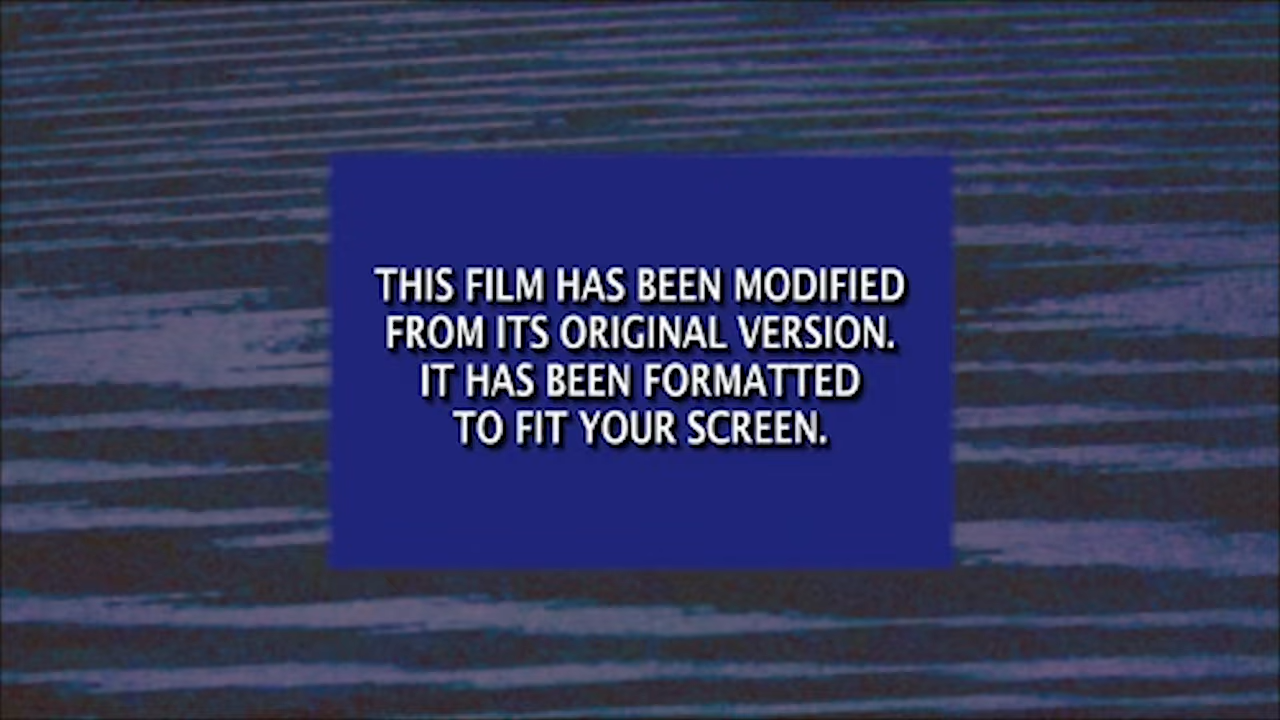 THIS FILM HAS BEEN MODIFIED
FROM ITS ORIGINAL VERSION.
IT HAS BEEN FORMATTED
TO FIT YOUR SCREEN.